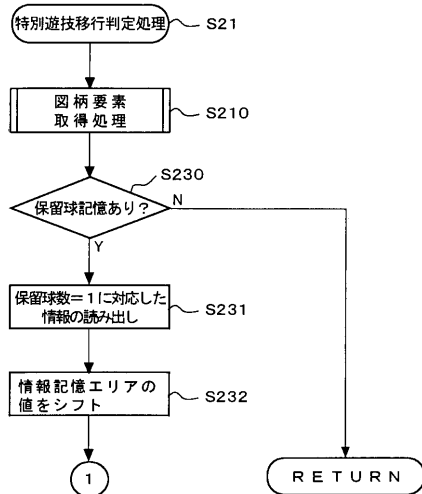 特別遊技移行判定処理
S21
図柄要素
取得処理
S210
S230
保留球記憶あり?
N
Y
保留球数=1に対応した
情報の読み出し
S231
情報記憶エリアの
値をシフト
S232
1
RETURN